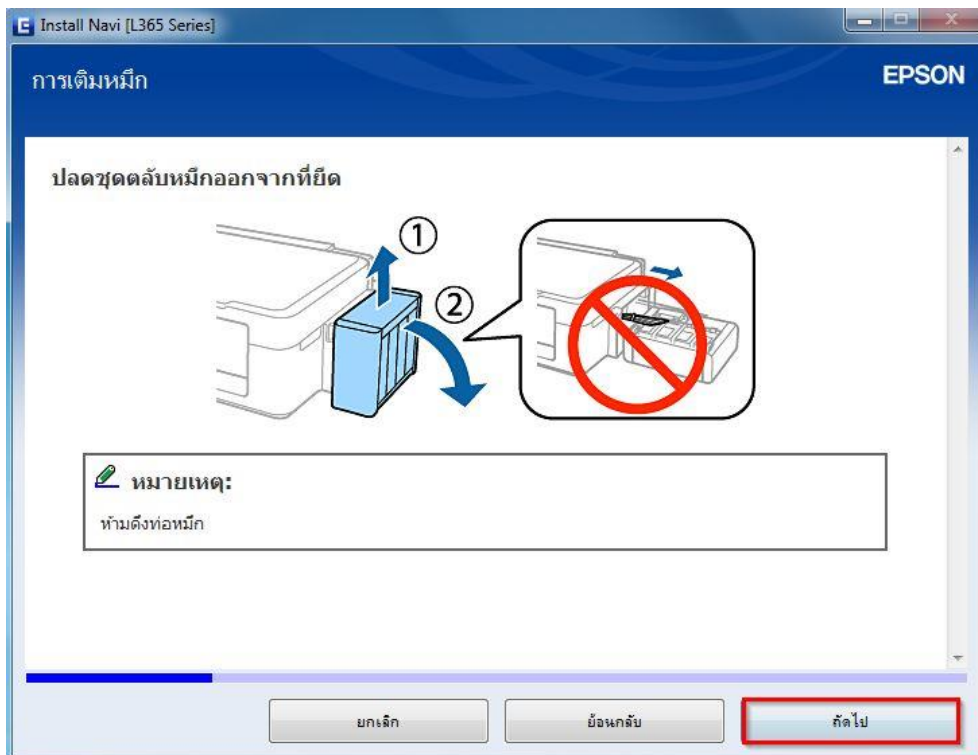 Install Navi [L365 Series]
การเติมหมึก
EPSON
ปลดชุดตลับหมึกออกจากที่ยึด
①
②
หมายเหตุ:
ห้ามดึงท่อหมึก
ยกเลิก
ย้อนกลับ
ถัดไป